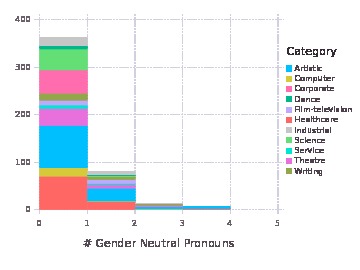 400
300
200
100
0
0 1 2 3 4 5
# Gender Neutral Pronouns
Category
Artistic
Computer
Corporate
Dance
Film-television
Healthcare
Industrial
Science
Service
Theatre
Writing